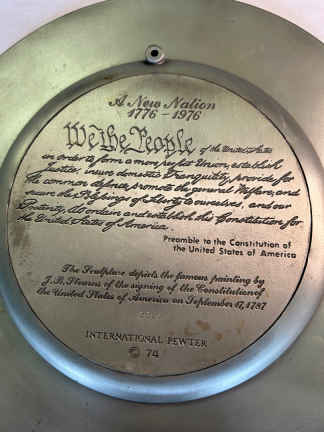 A New Nation
1776 - 1976
We the People of the United States
in order to form a more perfect Union, establish
Justice, insure domestic Tranquility, provide for
the common defence, promote the general Welfare, and
secure the Blessings of Liberty to ourselves, and our
Posterity, do ordain and establish this Constitution for
the United States of America.
Preamble to the Constitution of
the United States of America
The Sculpture depicts the famous painting by
J.B. Stearns of the signing of the Constitution of
the United States of America on September 17, 1787
INTERNATIONAL PEWTER
© 74